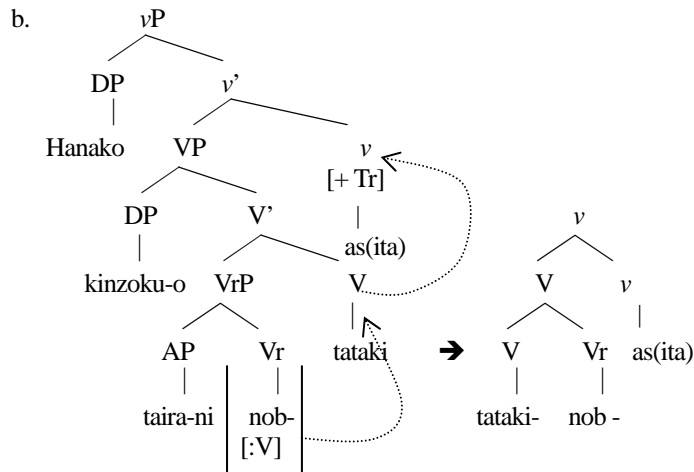 b. vP
DP v'
Hanako VP v
[+ Tr]
DP V' v
as(ita)
kinzoku-o VrP V V v
AP Vr tataki ➔ V Vr as(ita)
taira-ni nob- tataki- nob -
[:V]